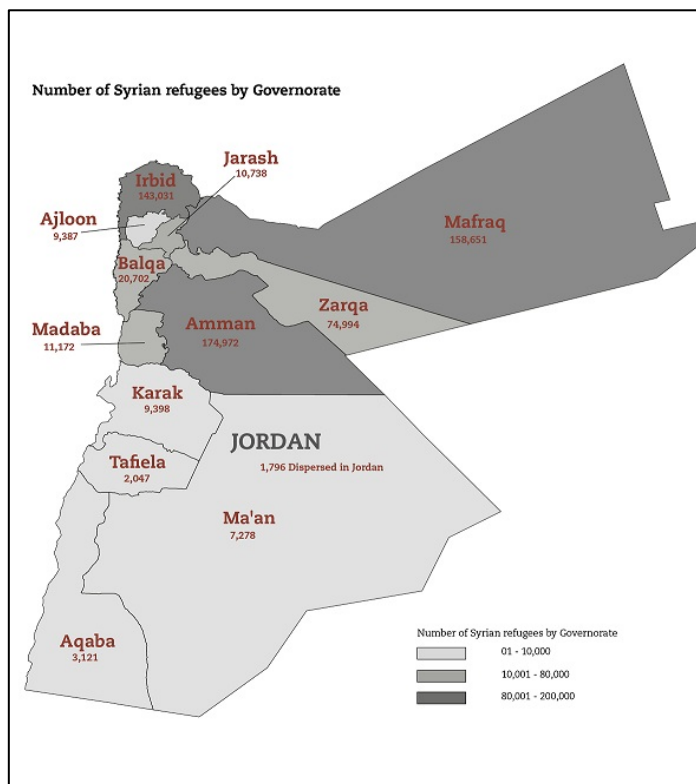 Number of Syrian refugees by Governorate
Jarash
10,738
Irbid
143,031
Ajloon
9,387
Mafraq
158,651
Balqa
20,702
Zarqa
74,994
Madaba
11,172
Amman
174,972
Karak
9,398
JORDAN
1,796 Dispersed in Jordan
Tafiela
2,047
Ma'an
7,278
Aqaba
3,121
Number of Syrian refugees by Governorate
01 - 10,000
10,001 - 80,000
80,001 - 200,000